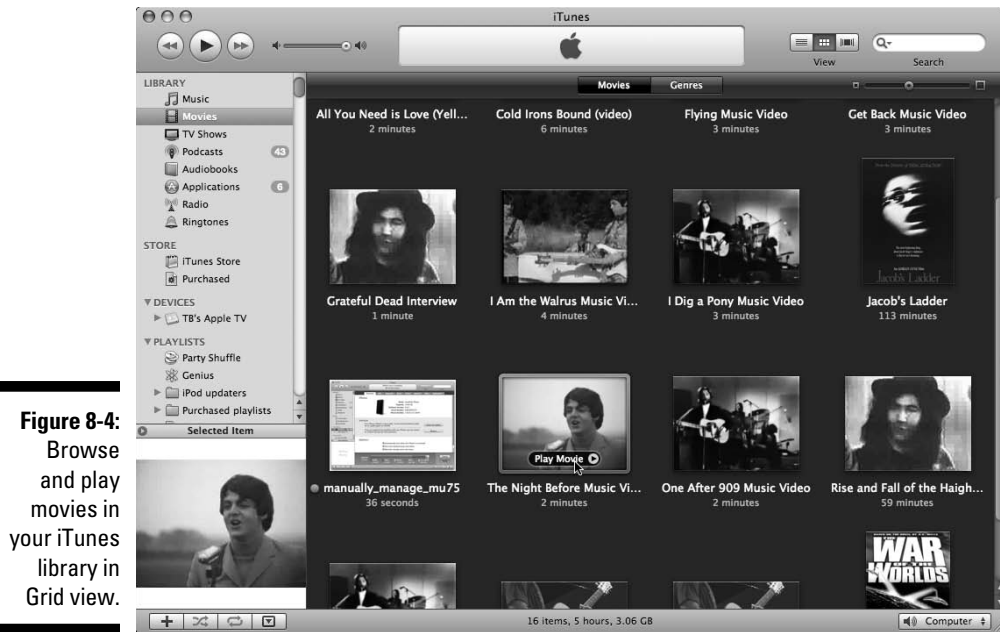 iTunes
View
Search
LIBRARY
Music
Movies
TV Shows
Podcasts 43
Audiobooks
Applications 6
Radio
Ringtones
STORE
iTunes Store
Purchased
DEVICES
TB's Apple TV
PLAYLISTS
Party Shuffle
Genius
iPod updaters
Purchased playlists
Selected Item
Movies Genres
All You Need is Love (Yell...
2 minutes
Cold Irons Bound (video)
6 minutes
Flying Music Video
3 minutes
Get Back Music Video
3 minutes
Grateful Dead Interview
1 minute
I Am the Walrus Music Vi...
4 minutes
I Dig a Pony Music Video
3 minutes
Jacob's Ladder
Jacob's Ladder
113 minutes
manually_manage_mu75
36 seconds
Play Movie
The Night Before Music Vi...
2 minutes
One After 909 Music Video
2 minutes
Rise and Fall of the Haigh...
59 minutes
WAR
OF THE
WORLDS
16 items, 5 hours, 3.06 GB
Computer
Figure 8-4:
Browse
and play
movies in
your iTunes
library in
Grid view.